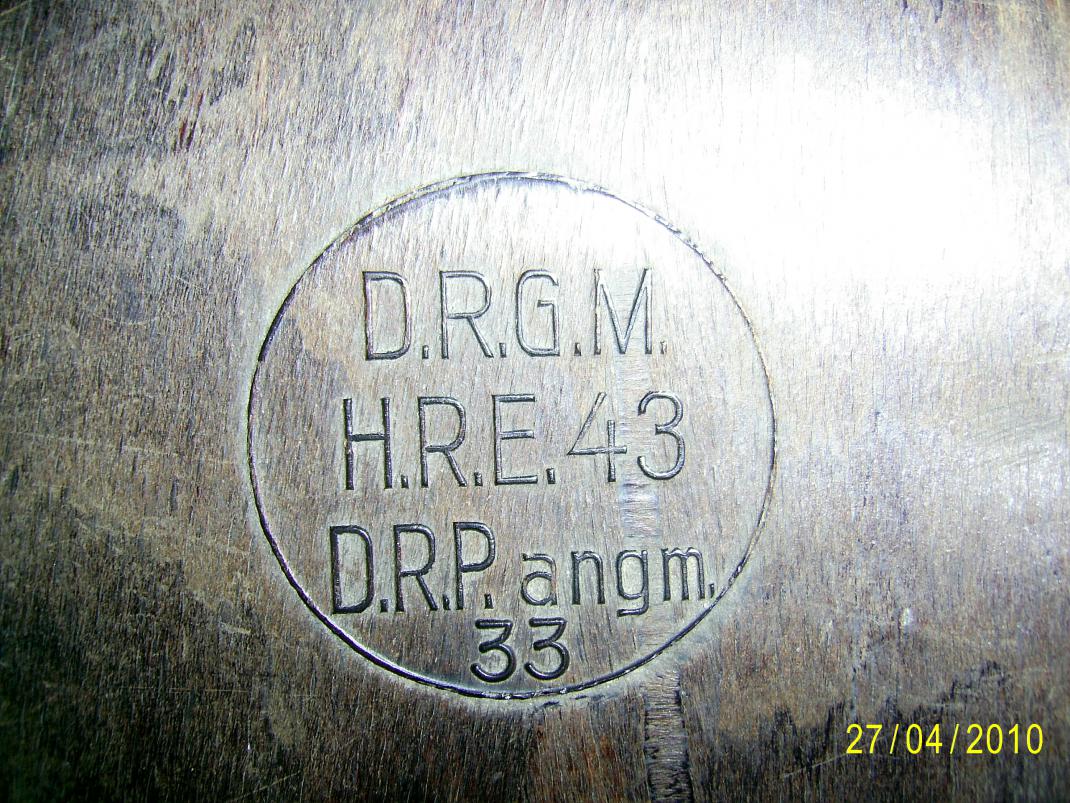 D.R.G.M.
H.R.E.43
D.R.P. angm.
33
27/04/2010